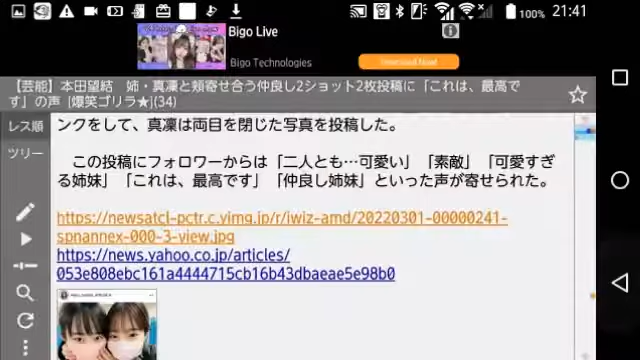 100% 21:41
Bigo Live
Bigo Technologies
Download Now!
【芸能】本田望結　姉・真凜と頬寄せ合う仲良し2ショット2枚投稿に「これは、最高で
す」の声 [爆笑ゴリラ★](34)
レス順
ンクをして、真凜は両目を閉じた写真を投稿した。
ツリー
この投稿にフォロワーからは「二人とも…可愛い」「素敵」「可愛すぎ
る姉妹」「これは、最高です」「仲良し姉妹」といった声が寄せられた。
https://newsatcl-pctr.c.yimg.jp/r/iwiz-amd/20220301-00000241-
spnannex-000-3-view.jpg
https://news.yahoo.co.jp/articles/
053e808ebc161a4444715cb16b43dbaeae5e98b0